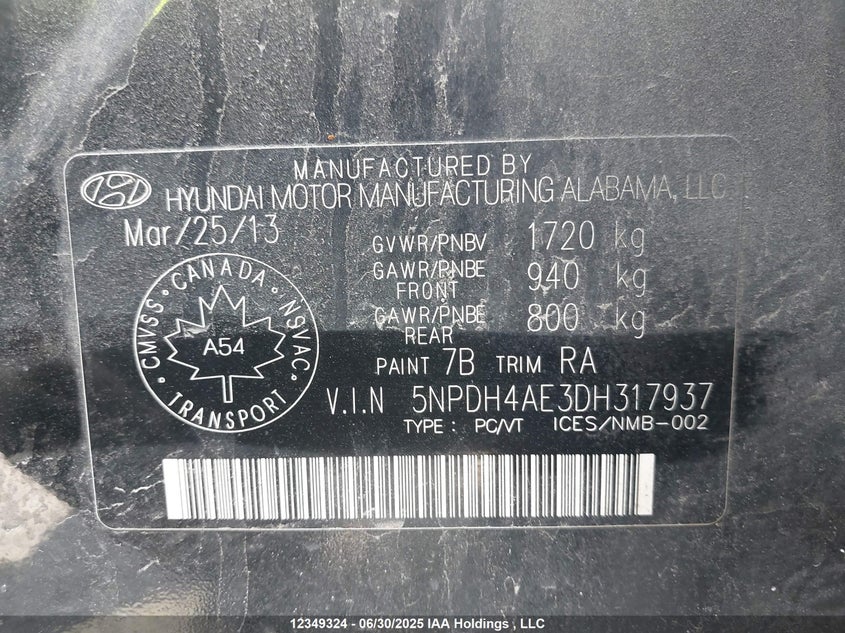 MANUFACTURED BY
HYUNDAI MOTOR MANUFACTURING ALABAMA, LLC
Mar/25/13
GVWR/PNBV 1720 kg
GAWR/PNBE FRONT 940 kg
GAWR/PNBE REAR 800 kg
CMVSS · CANADA · NSVAC · TRANSPORT ·
A54
PAINT 7B TRIM RA
V.I.N 5NPDH4AE3DH317937
TYPE : PC/VT ICES/NMB-002
12349324 - 06/30/2025 IAA Holdings , LLC